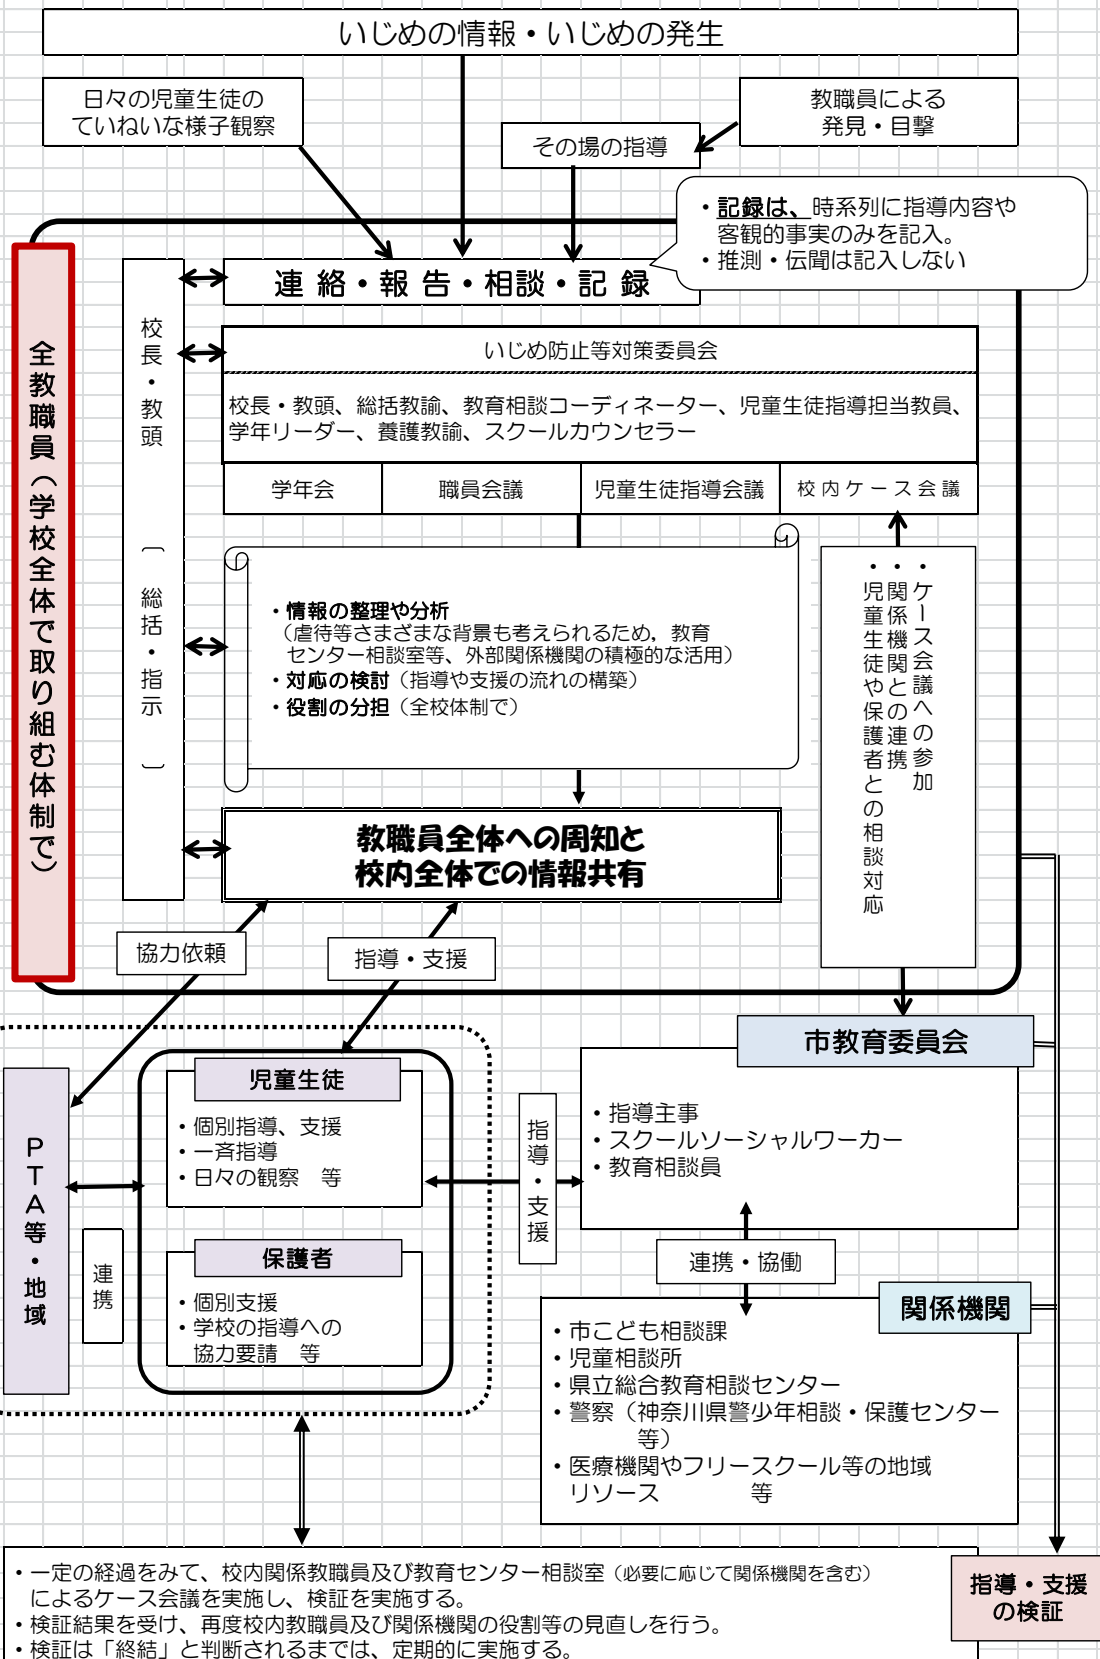 いじめの情報・いじめの発生
日々の児童生徒の
ていねいな様子観察
教職員による
発見・目撃
その場の指導
・記録は、時系列に指導内容や
客観的事実のみを記入。
・推測・伝聞は記入しない
連 絡・報 告・相談・記 録
全教職員（学校全体で取り組む体制で）
校長・教頭
〔 総括・指示 〕
いじめ防止等対策委員会
校長・教頭、総括教諭、教育相談コーディネーター、児童生徒指導担当教員、
学年リーダー、養護教諭、スクールカウンセラー
学年会
職員会議
児童生徒指導会議
校内ケース会議
・情報の整理や分析
（虐待等さまざまな背景も考えられるため，教育
センター相談室等、外部関係機関の積極的な活用）
・対応の検討（指導や支援の流れの構築）
・役割の分担（全校体制で）
・ケース会議への参加
・関係機関との連携
・児童生徒や保護者との相談対応
教職員全体への周知と
校内全体での情報共有
協力依頼
指導・支援
市教育委員会
・指導主事
・スクールソーシャルワーカー
・教育相談員
児童生徒
・個別指導、支援
・一斉指導
・日々の観察　等
指導・支援
PTA等・地域
連携
保護者
・個別支援
・学校の指導への
協力要請　等
連携・協働
関係機関
・市こども相談課
・児童相談所
・県立総合教育相談センター
・警察（神奈川県警少年相談・保護センター
等）
・医療機関やフリースクール等の地域
リソース　　　　等
・一定の経過をみて、校内関係教職員及び教育センター相談室（必要に応じて関係機関を含む）
によるケース会議を実施し、検証を実施する。
・検証結果を受け、再度校内教職員及び関係機関の役割等の見直しを行う。
・検証は「終結」と判断されるまでは、定期的に実施する。
指導・支援
の検証